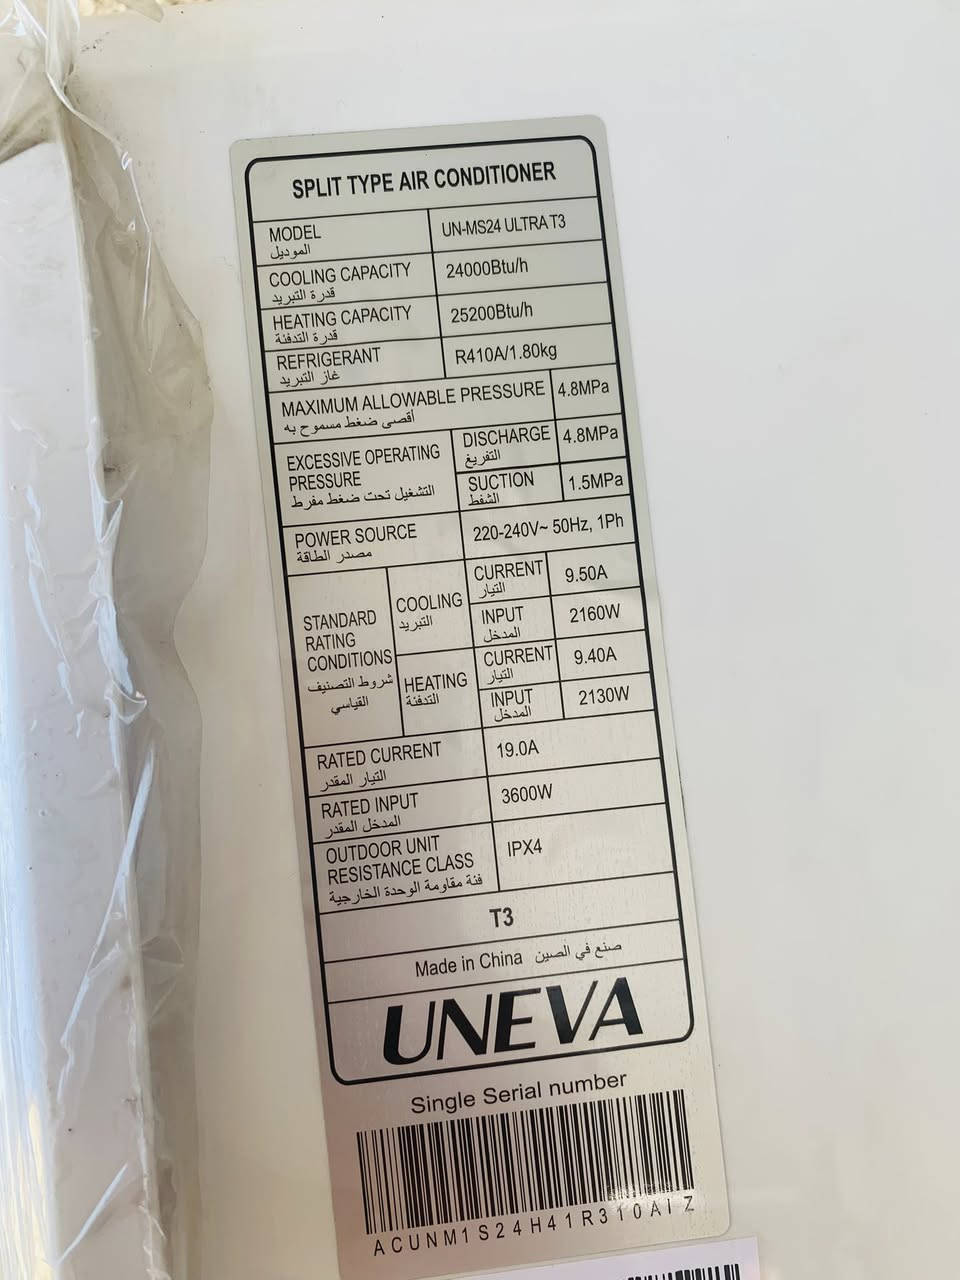 SPLIT TYPE AIR CONDITIONER
MODEL
الموديل
UN-MS24 ULTRA T3
COOLING CAPACITY
قدرة التبريد
24000Btu/h
HEATING CAPACITY
قدرة التدفئة
25200Btu/h
REFRIGERANT
غاز التبريد
R410A/1.80kg
MAXIMUM ALLOWABLE PRESSURE
أقصى ضغط مسموح به
4.8MPa
EXCESSIVE OPERATING
PRESSURE
التشغيل تحت ضغط مفرط
DISCHARGE
التفريغ
4.8MPa
SUCTION
الشفط
1.5MPa
POWER SOURCE
مصدر الطاقة
220-240V~ 50Hz, 1Ph
STANDARD
RATING
CONDITIONS
شروط التصنيف
القياسي
COOLING
التبريد
CURRENT
التيار
9.50A
INPUT
المدخل
2160W
HEATING
التدفئة
CURRENT
التيار
9.40A
INPUT
المدخل
2130W
RATED CURRENT
التيار المقدر
19.0A
RATED INPUT
المدخل المقدر
3600W
OUTDOOR UNIT
RESISTANCE CLASS
فئة مقاومة الوحدة الخارجية
IPX4
T3
Made in China صنع في الصين
UNEVA
Single Serial number
ACUNM1S24H41R310AIZ